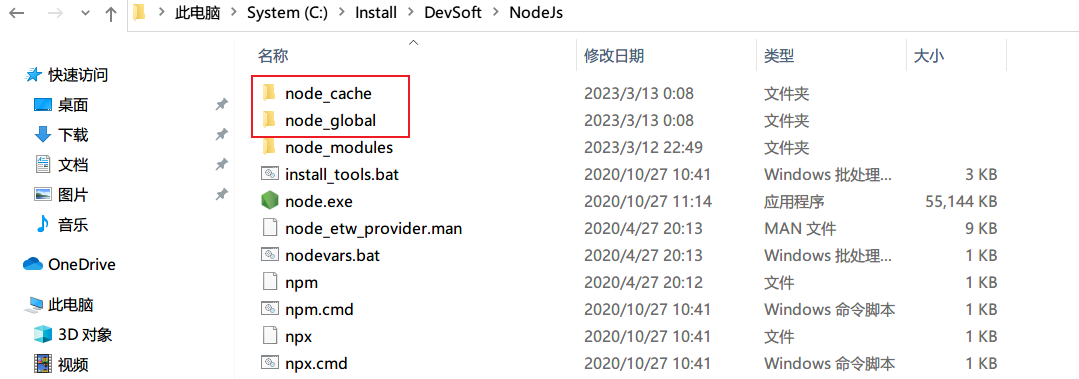 此电脑 > System (C:) > Install > DevSoft > NodeJs
名称 修改日期 类型 大小
快速访问
桌面
下载
文档
图片
音乐
OneDrive
此电脑
3D 对象
视频
node_cache 2023/3/13 0:08 文件夹
node_global 2023/3/13 0:08 文件夹
node_modules 2023/3/12 22:49 文件夹
install_tools.bat 2020/10/27 10:41 Windows 批处理... 3 KB
node.exe 2020/10/27 11:14 应用程序 55,144 KB
node_etw_provider.man 2020/4/27 20:13 MAN 文件 9 KB
nodevars.bat 2020/4/27 20:13 Windows 批处理... 1 KB
npm 2020/4/27 20:12 文件 1 KB
npm.cmd 2020/10/27 10:41 Windows 命令脚本 1 KB
npx 2020/10/27 10:41 文件 1 KB
npx.cmd 2020/10/27 10:41 Windows 命令脚本 1 KB